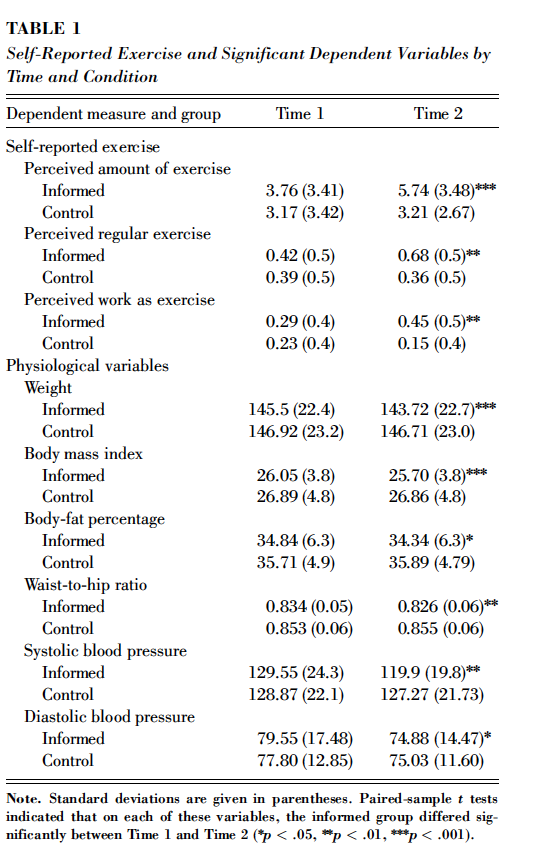 TABLE 1
Self-Reported Exercise and Significant Dependent Variables by
Time and Condition
Dependent measure and group Time 1 Time 2
Self-reported exercise
Perceived amount of exercise
Informed 3.76 (3.41) 5.74 (3.48)***
Control 3.17 (3.42) 3.21 (2.67)
Perceived regular exercise
Informed 0.42 (0.5) 0.68 (0.5)**
Control 0.39 (0.5) 0.36 (0.5)
Perceived work as exercise
Informed 0.29 (0.4) 0.45 (0.5)**
Control 0.23 (0.4) 0.15 (0.4)
Physiological variables
Weight
Informed 145.5 (22.4) 143.72 (22.7)***
Control 146.92 (23.2) 146.71 (23.0)
Body mass index
Informed 26.05 (3.8) 25.70 (3.8)***
Control 26.89 (4.8) 26.86 (4.8)
Body-fat percentage
Informed 34.84 (6.3) 34.34 (6.3)*
Control 35.71 (4.9) 35.89 (4.79)
Waist-to-hip ratio
Informed 0.834 (0.05) 0.826 (0.06)**
Control 0.853 (0.06) 0.855 (0.06)
Systolic blood pressure
Informed 129.55 (24.3) 119.9 (19.8)**
Control 128.87 (22.1) 127.27 (21.73)
Diastolic blood pressure
Informed 79.55 (17.48) 74.88 (14.47)*
Control 77.80 (12.85) 75.03 (11.60)
Note. Standard deviations are given in parentheses. Paired-sample t tests
indicated that on each of these variables, the informed group differed sig-
nificantly between Time 1 and Time 2 (*p < .05, **p < .01, ***p < .001).